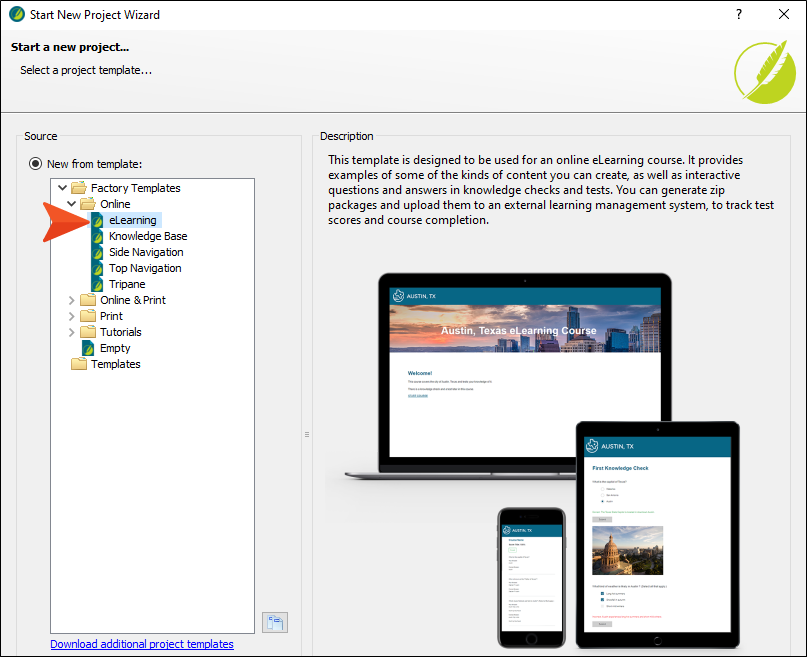 Start New Project Wizard
?
Start a new project...
Select a project template...
Source
New from template:
Factory Templates
Online
eLearning
Knowledge Base
Side Navigation
Top Navigation
Tripane
Online & Print
Print
Tutorials
Empty
Templates
Download additional project templates
Description
This template is designed to be used for an online eLearning course. It provides
examples of some of the kinds of content you can create, as well as interactive
questions and answers in knowledge checks and tests. You can generate zip
packages and upload them to an external learning management system, to track test
scores and course completion.
AUSTIN, TX
Austin, Texas eLearning Course
Welcome!
AUSTIN, TX
First Knowledge Check
AUSTIN, TX